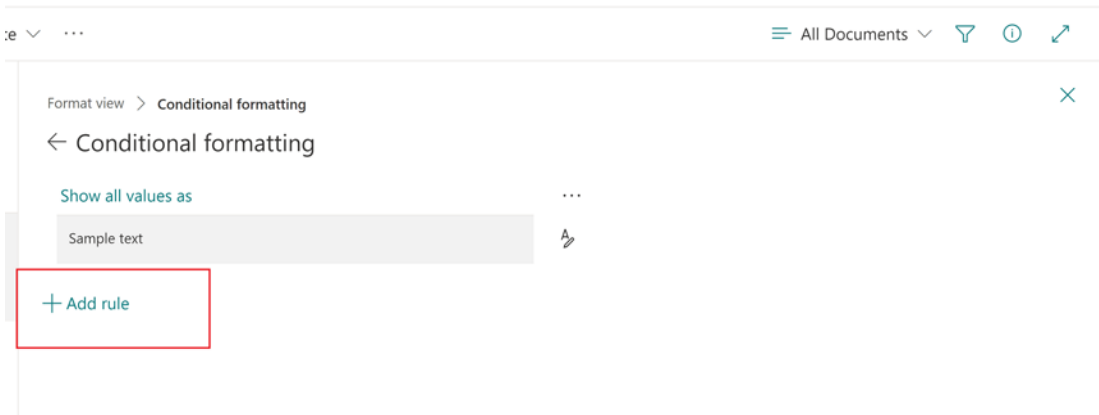 All Documents
Format view > Conditional formatting
Conditional formatting
Show all values as
Sample text
+ Add rule